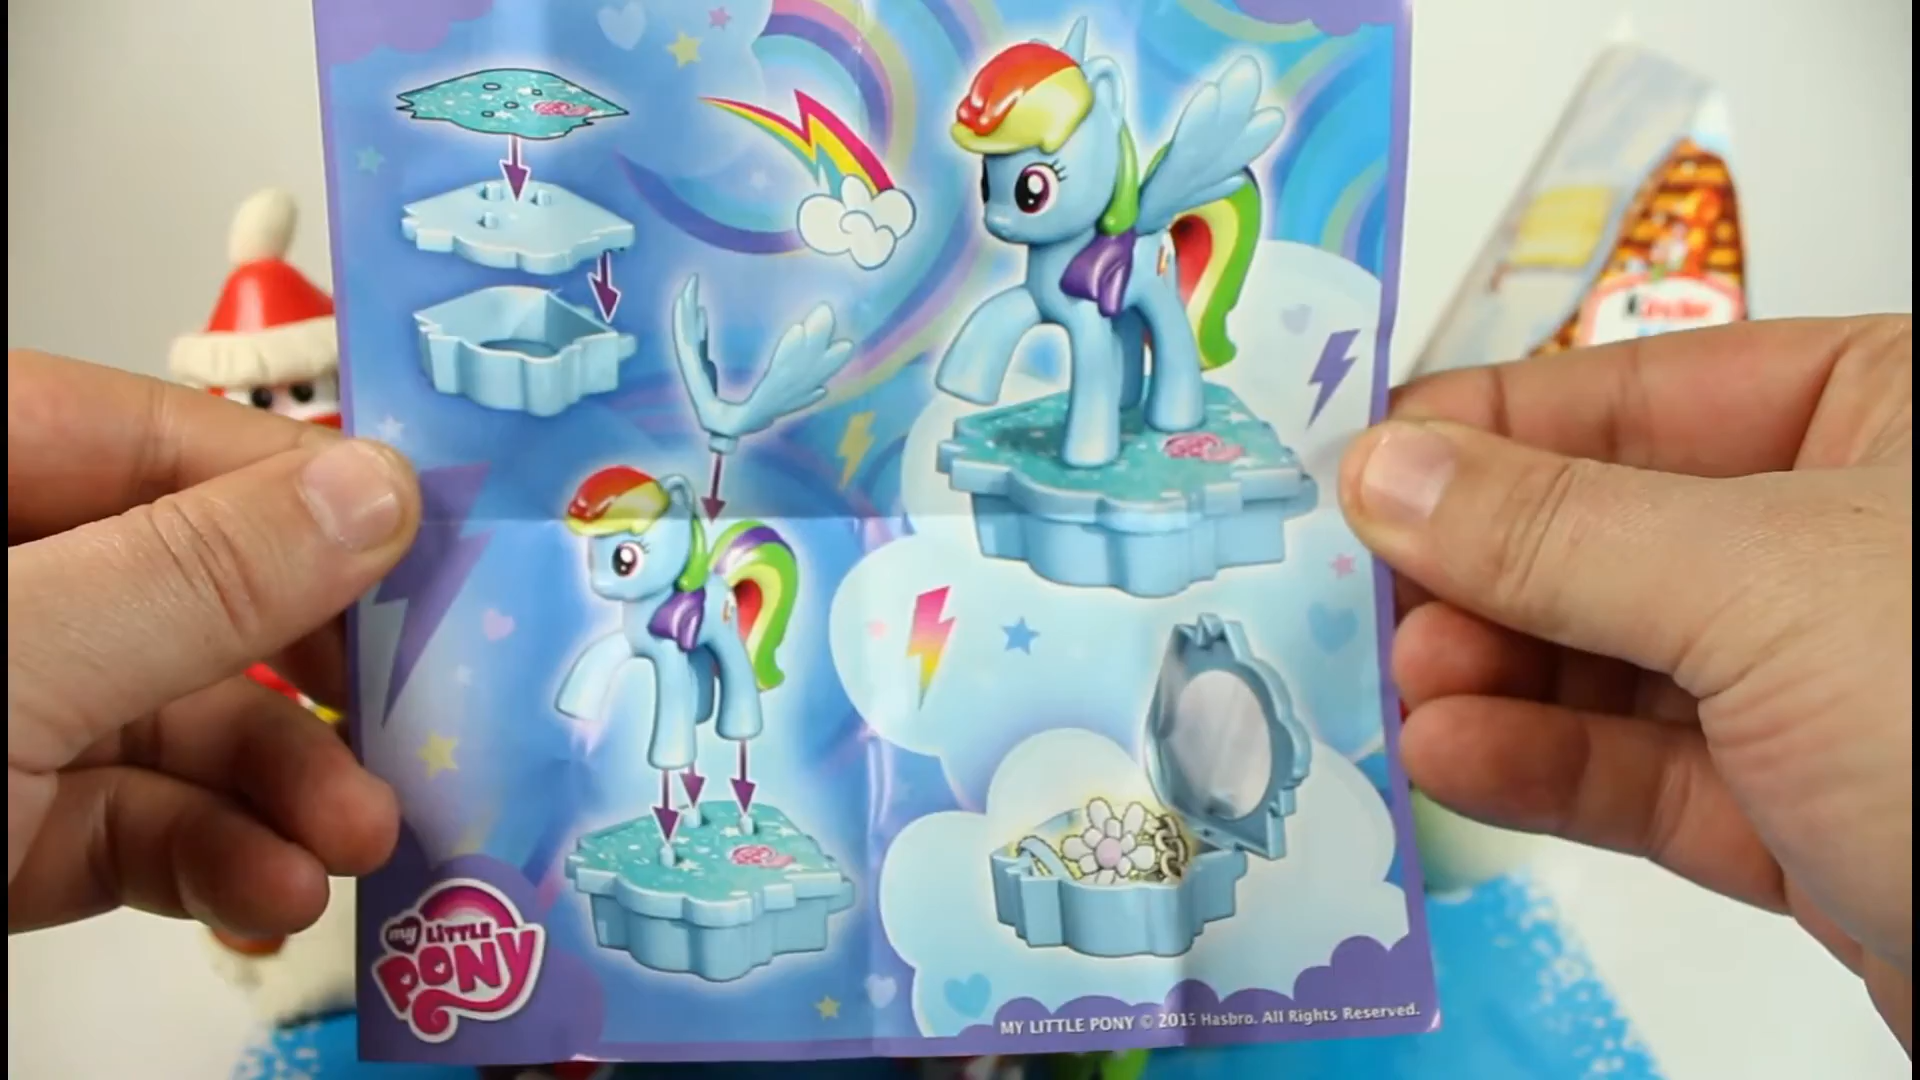 Kinder
my LITTLE
PONY
MY LITTLE PONY © 2015 Hasbro. All Rights Reserved.